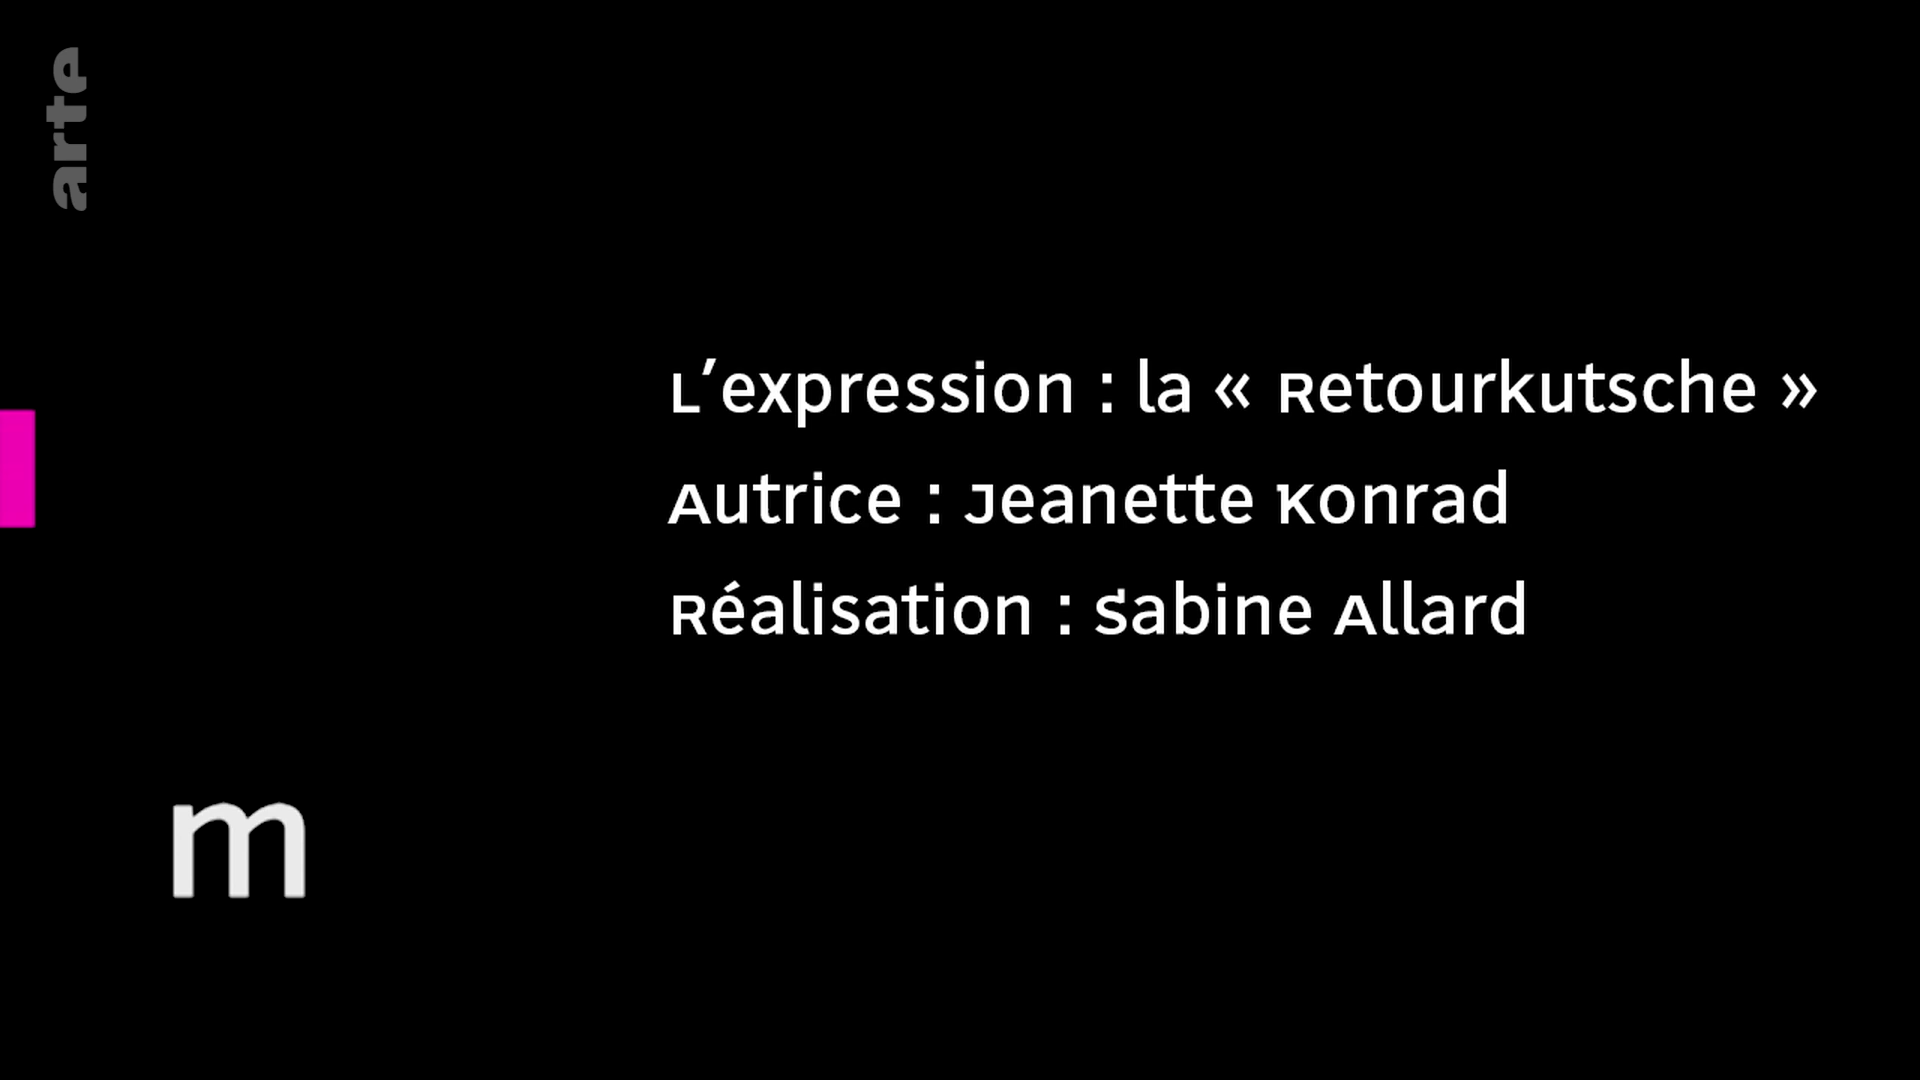 arte
L’expression : la « Retourkutsche »
Autrice : Jeanette Konrad
Réalisation : Sabine Allard
m